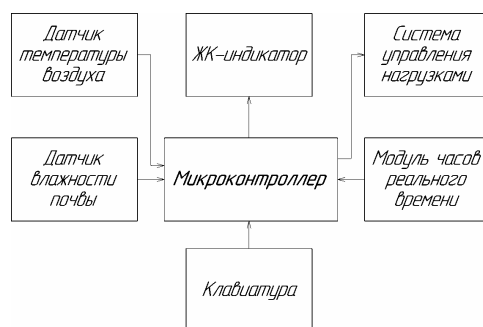 Датчик
температуры
воздуха
ЖК-индикатор
Система
управления
нагрузками
Датчик
влажности
почвы
Микроконтроллер
Модуль часов
реального
времени
Клавиатура